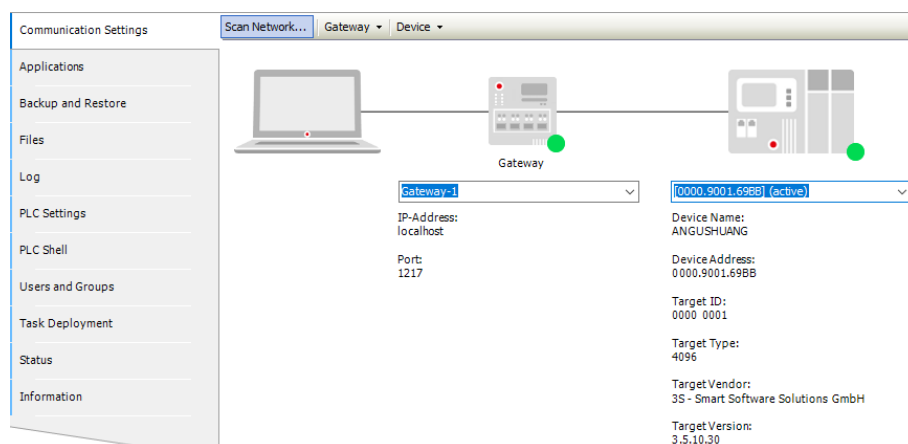 Communication Settings
Scan Network...
Gateway
Device
Applications
Backup and Restore
Files
Log
PLC Settings
PLC Shell
Users and Groups
Task Deployment
Status
Information
Gateway
Gateway-1
IP-Address:
localhost
Port:
1217
[0000.9001.69BB] (active)
Device Name:
ANGUSHUANG
Device Address:
0000.9001.69BB
Target ID:
0000 0001
Target Type:
4096
Target Vendor:
3S - Smart Software Solutions GmbH
Target Version:
3.5.10.30